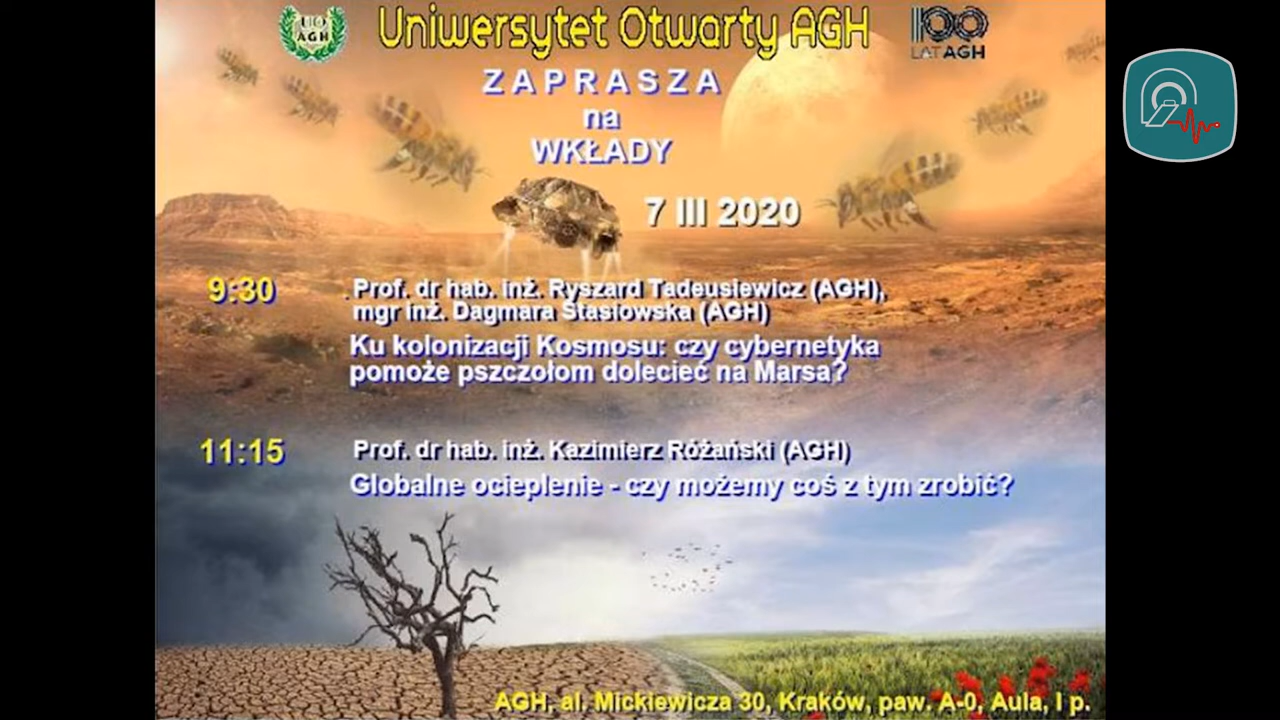 UO
AGH
Uniwersytet Otwarty AGH
100
LAT AGH
ZAPRASZA
na
WKŁADY
7 III 2020
9:30
Prof. dr hab. inż. Ryszard Tadeusiewicz (AGH),
mgr inż. Dagmara Stasiowska (AGH)
Ku kolonizacji Kosmosu: czy cybernetyka
pomoże pszczołom dolecieć na Marsa?
11:15
Prof. dr hab. inż. Kazimierz Różański (AGH)
Globalne ocieplenie - czy możemy coś z tym zrobić?
AGH, al. Mickiewicza 30, Kraków, paw. A-0, Aula, I p.